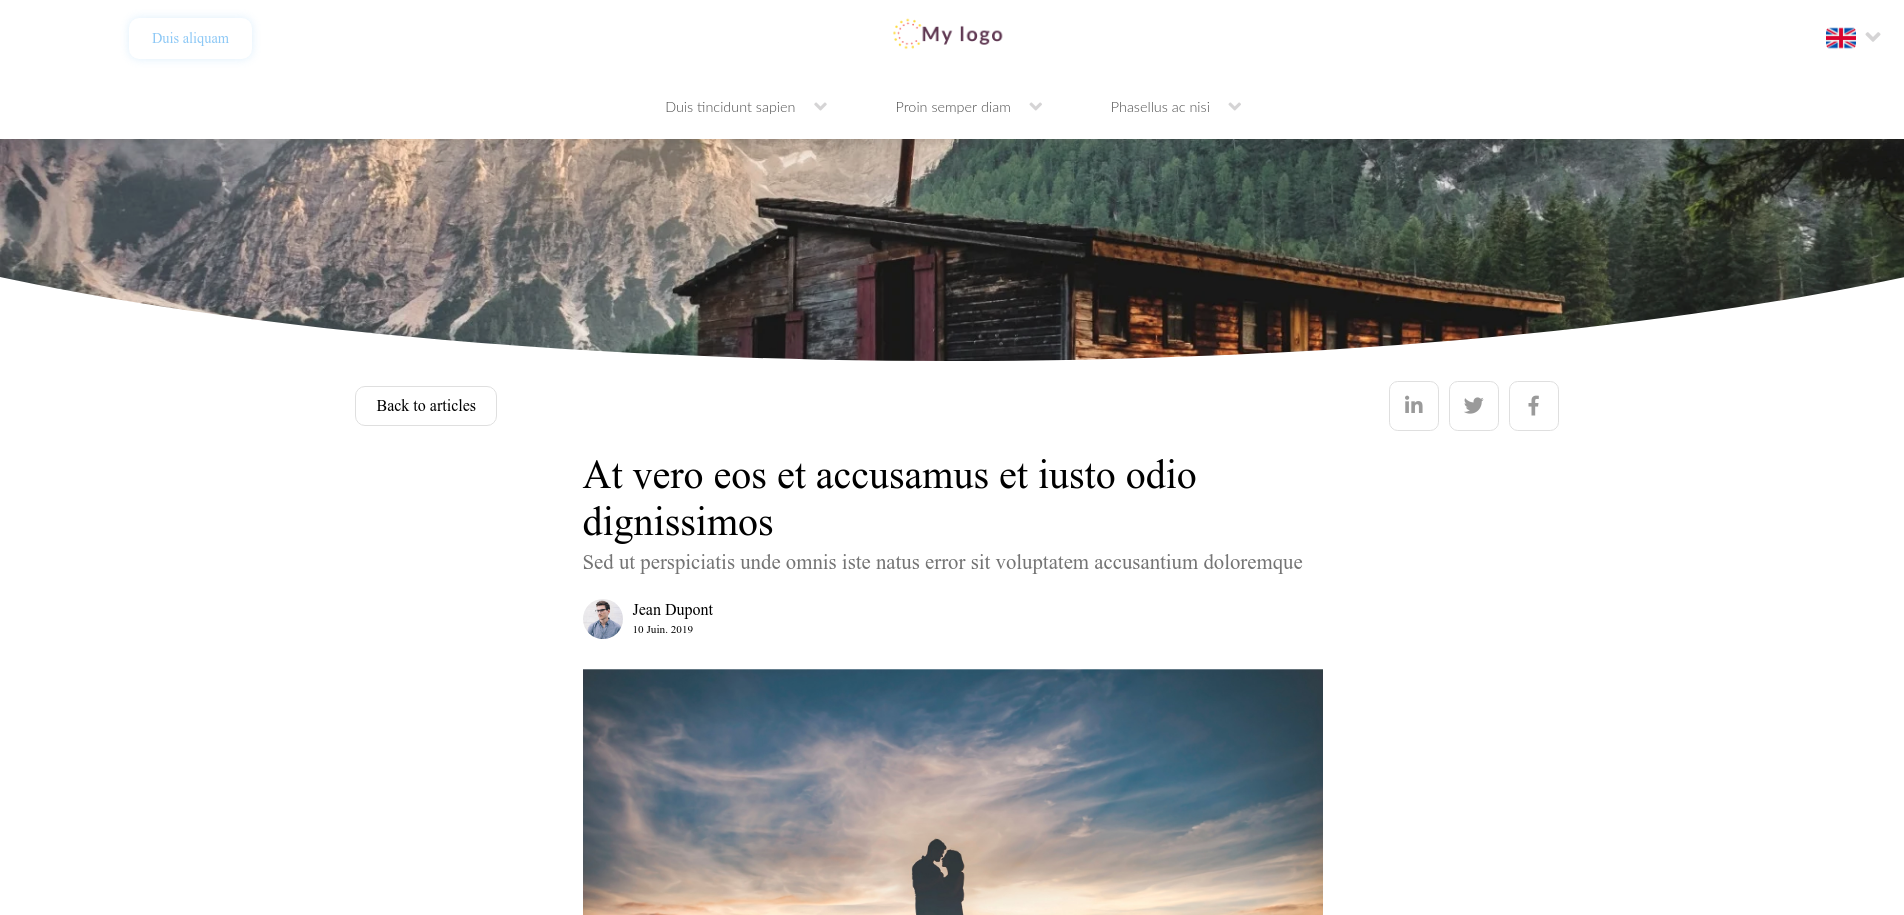 Duis aliquam
My logo
Duis tincidunt sapien
Proin semper diam
Phasellus ac nisi
Back to articles
At vero eos et accusamus et iusto odio
dignissimos
Sed ut perspiciatis unde omnis iste natus error sit voluptatem accusantium doloremque
Jean Dupont
10 Juin. 2019